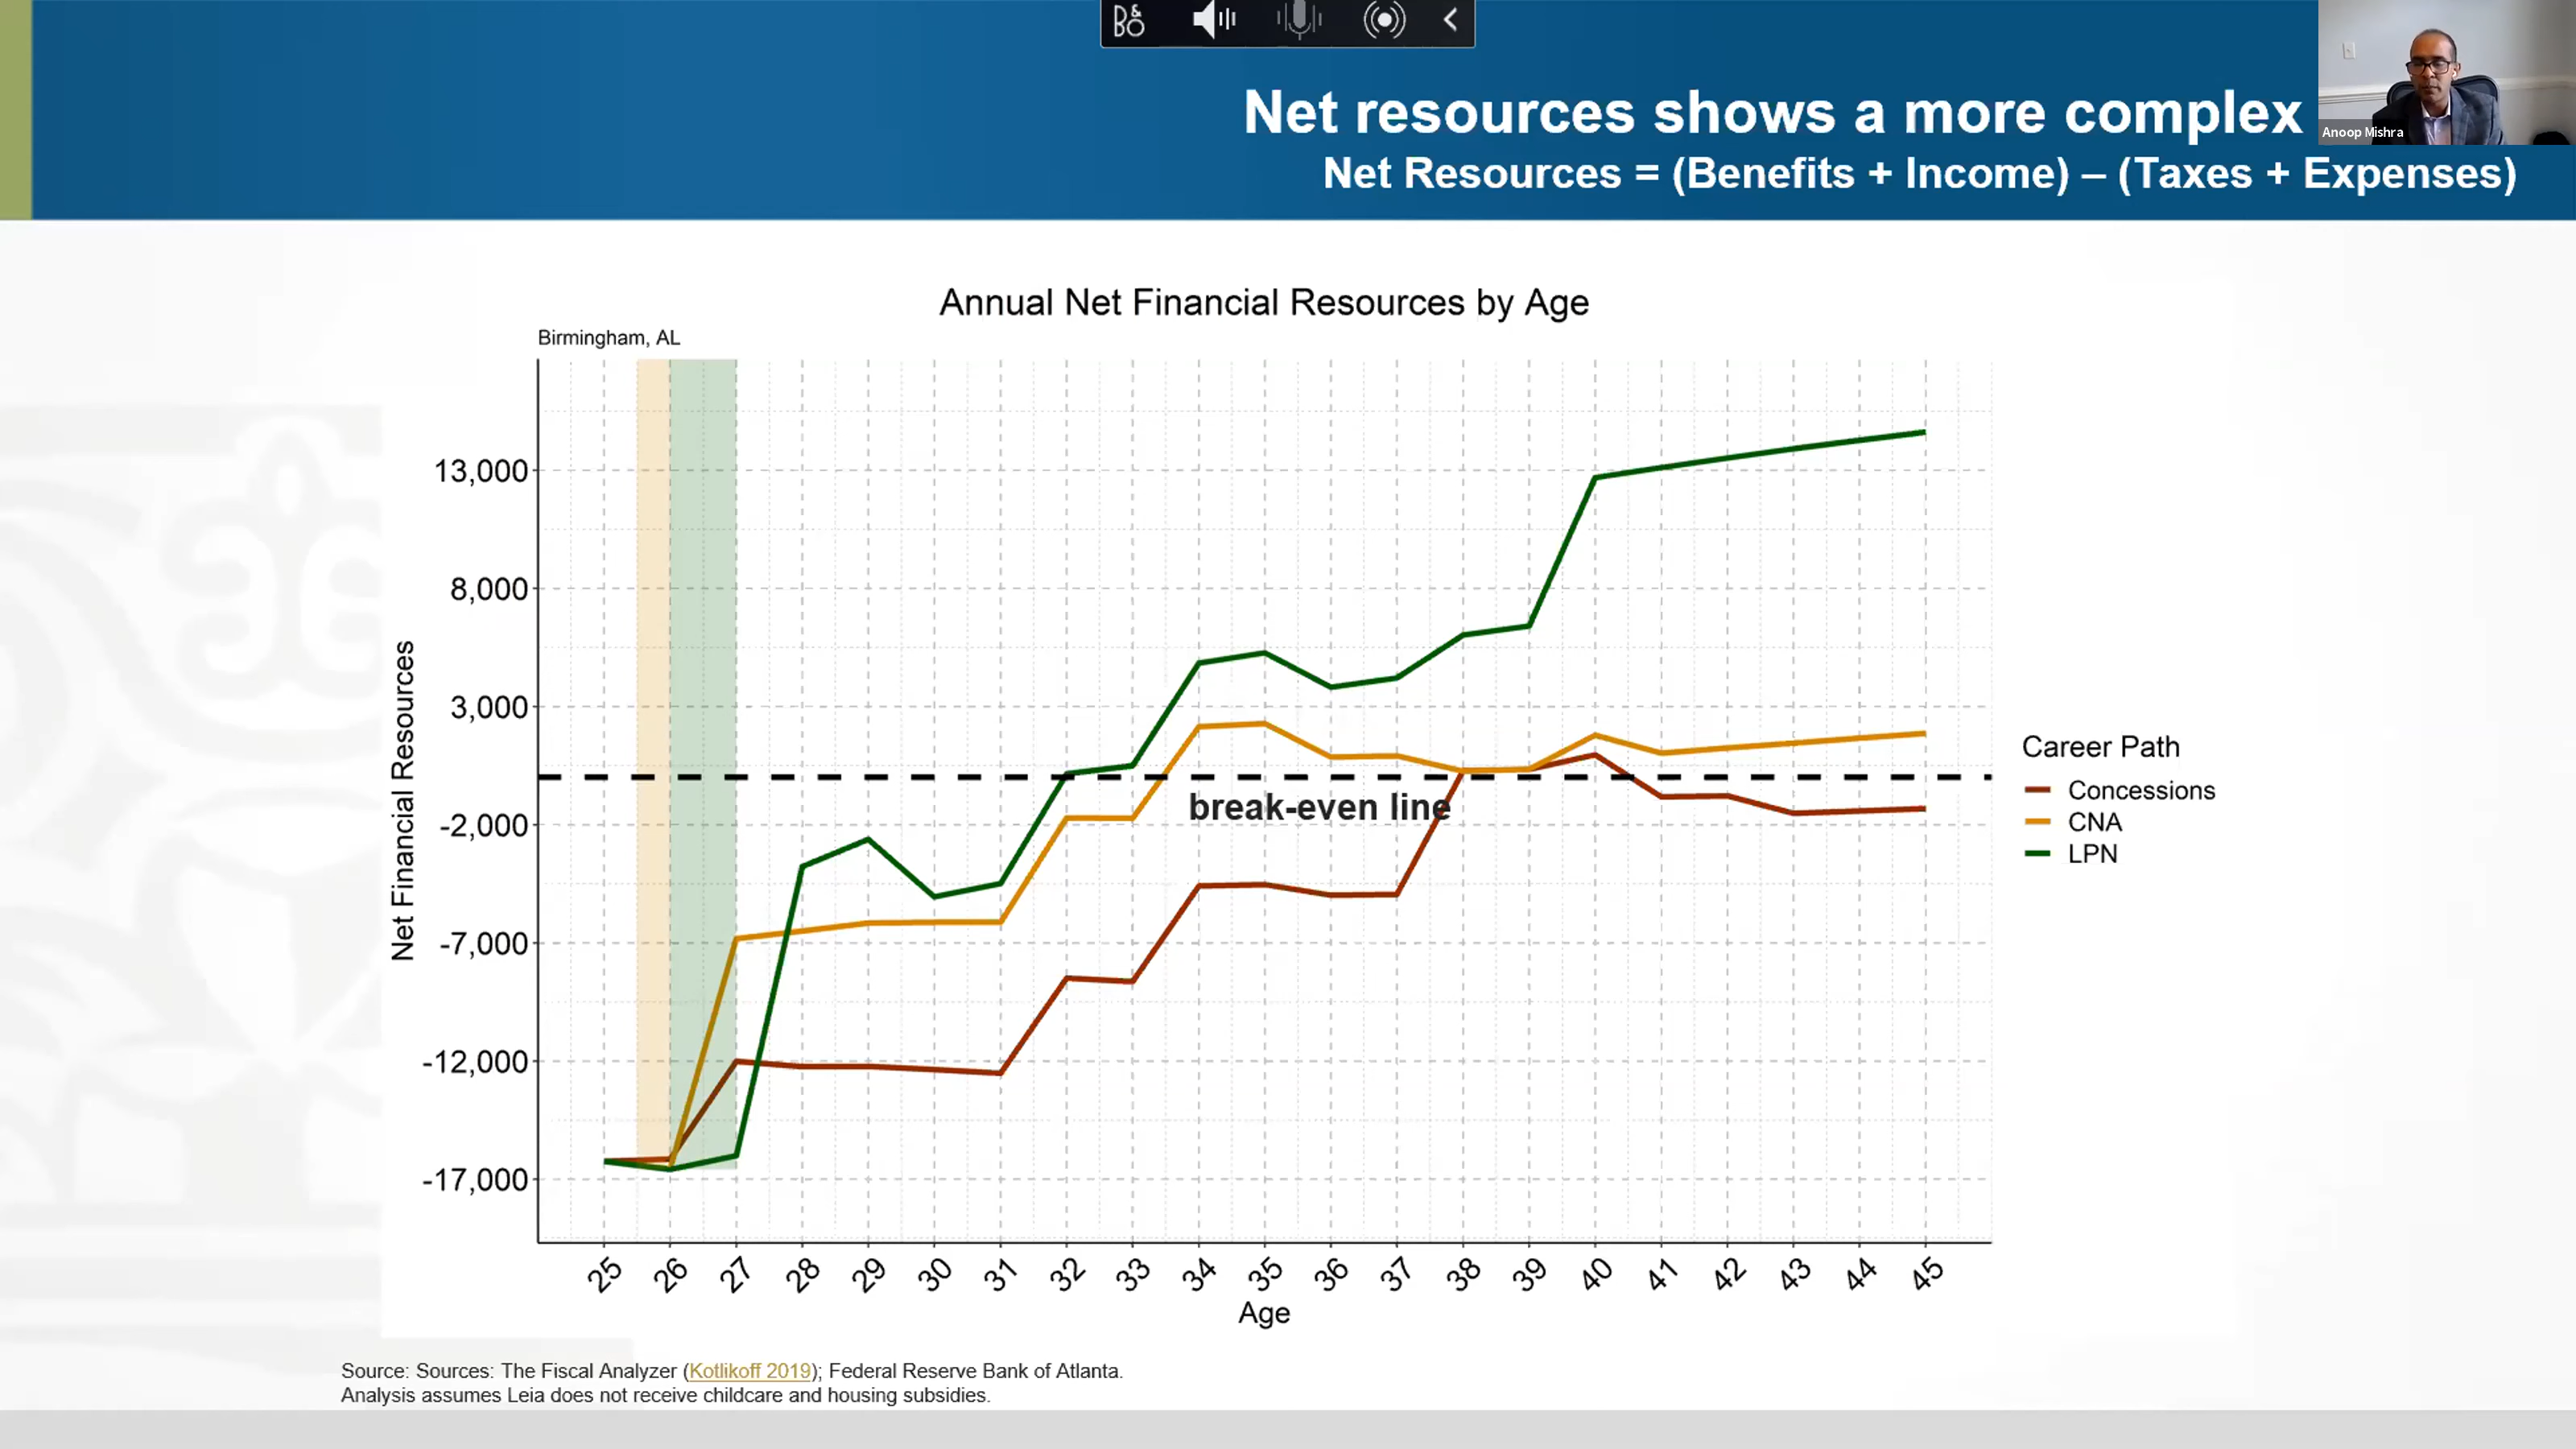 B&O
Net resources shows a more complex
Anoop Mishra
Net Resources = (Benefits + Income) – (Taxes + Expenses)
Annual Net Financial Resources by Age
Birmingham, AL
13,000
8,000
3,000
-2,000
-7,000
-12,000
-17,000
Net Financial Resources
break-even line
Career Path
Concessions
CNA
LPN
25 26 27 28 29 30 31 32 33 34 35 36 37 38 39 40 41 42 43 44 45
Age
Source: Sources: The Fiscal Analyzer (Kotlikoff 2019); Federal Reserve Bank of Atlanta.
Analysis assumes Leia does not receive childcare and housing subsidies.